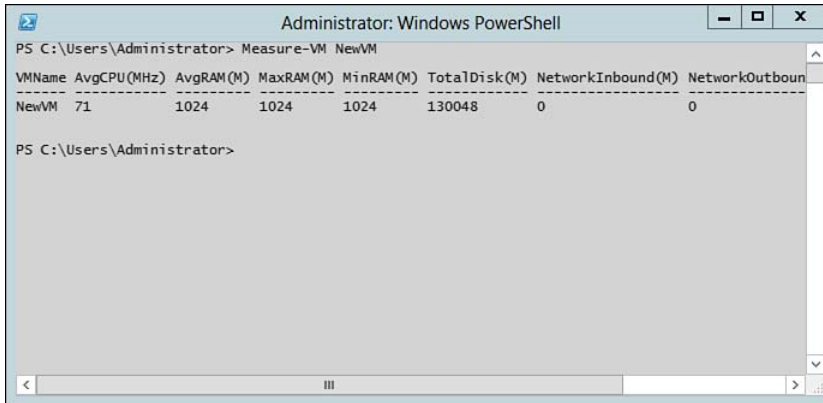 Administrator: Windows PowerShell
PS C:\Users\Administrator> Measure-VM NewVM
VMName AvgCPU(MHz) AvgRAM(M) MaxRAM(M) MinRAM(M) TotalDisk(M) NetworkInbound(M) NetworkOutboun
------ ----------- --------- --------- --------- ------------ ----------------- --------------
NewVM 71 1024 1024 1024 130048 0 0
PS C:\Users\Administrator>